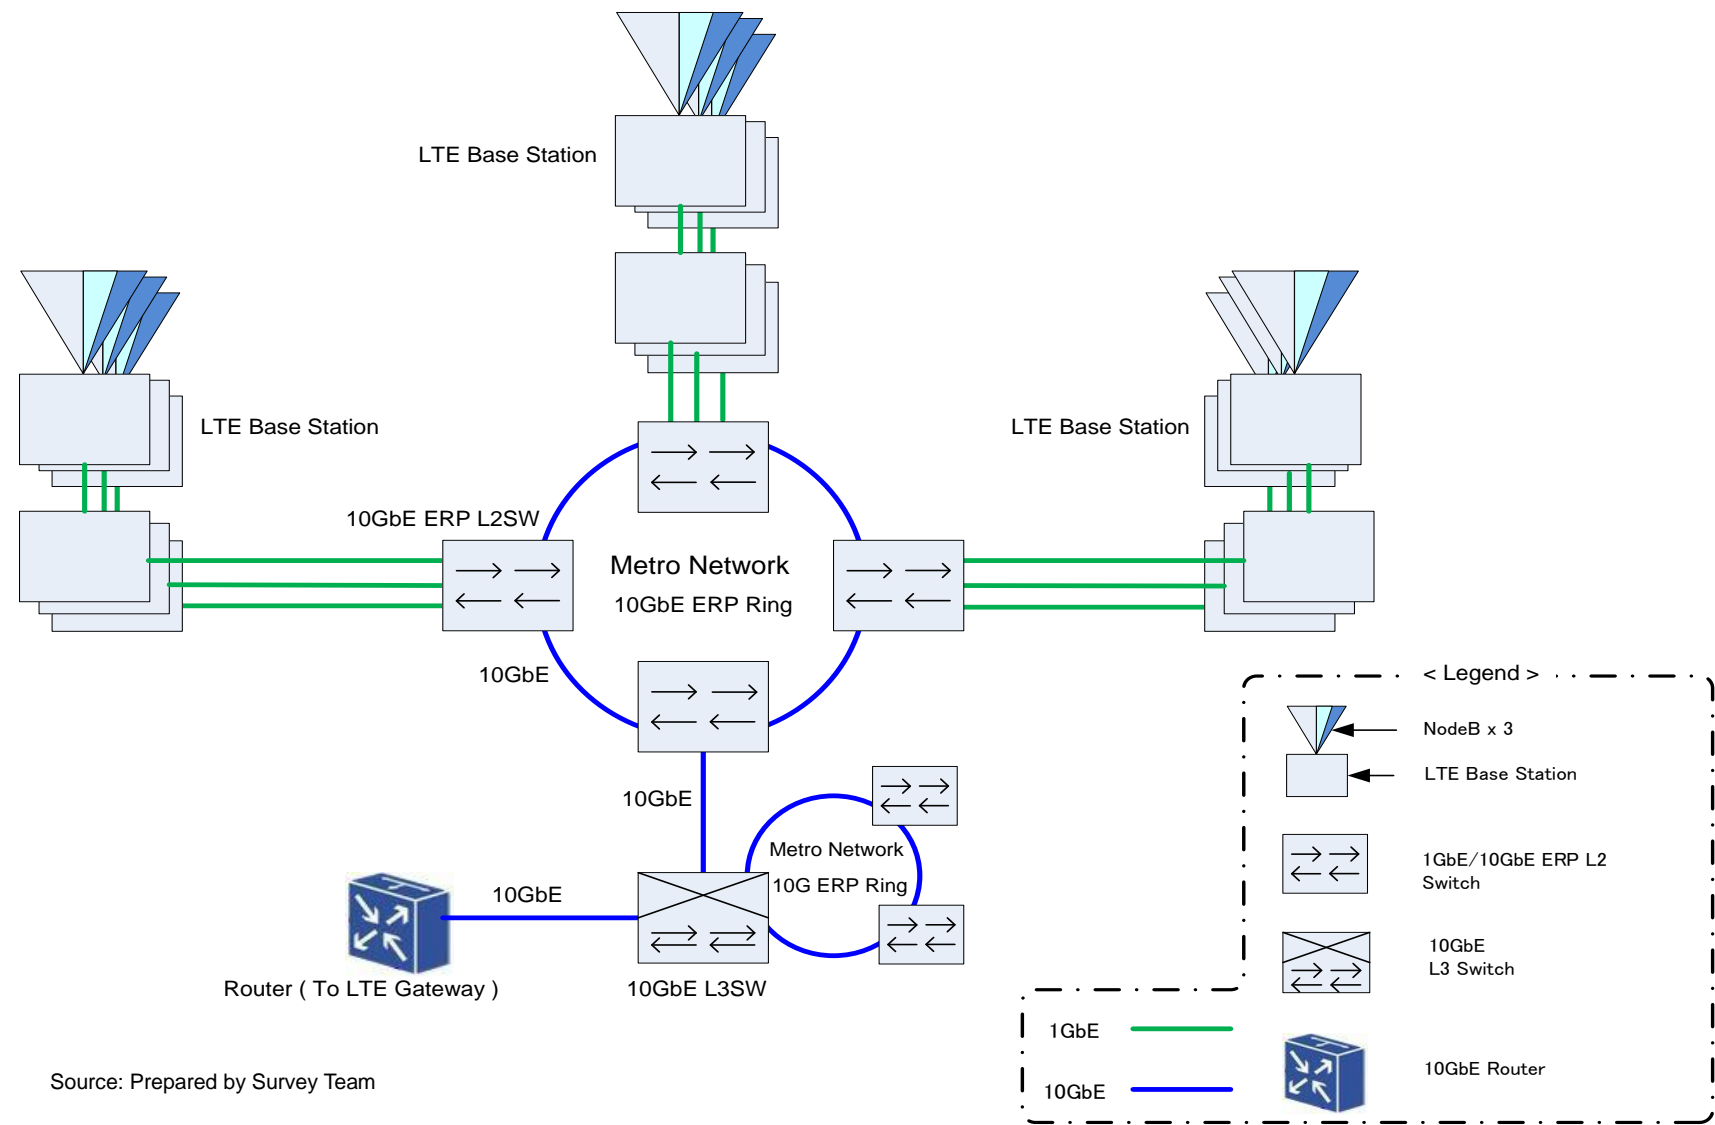 LTE Base Station
LTE Base Station
LTE Base Station
10GbE ERP L2SW
Metro Network
10GbE ERP Ring
10GbE
10GbE
Metro Network
10G ERP Ring
10GbE
Router ( To LTE Gateway )
10GbE L3SW
Source: Prepared by Survey Team
< Legend >
NodeB x 3
LTE Base Station
1GbE/10GbE ERP L2
Switch
10GbE
L3 Switch
1GbE
10GbE Router
10GbE